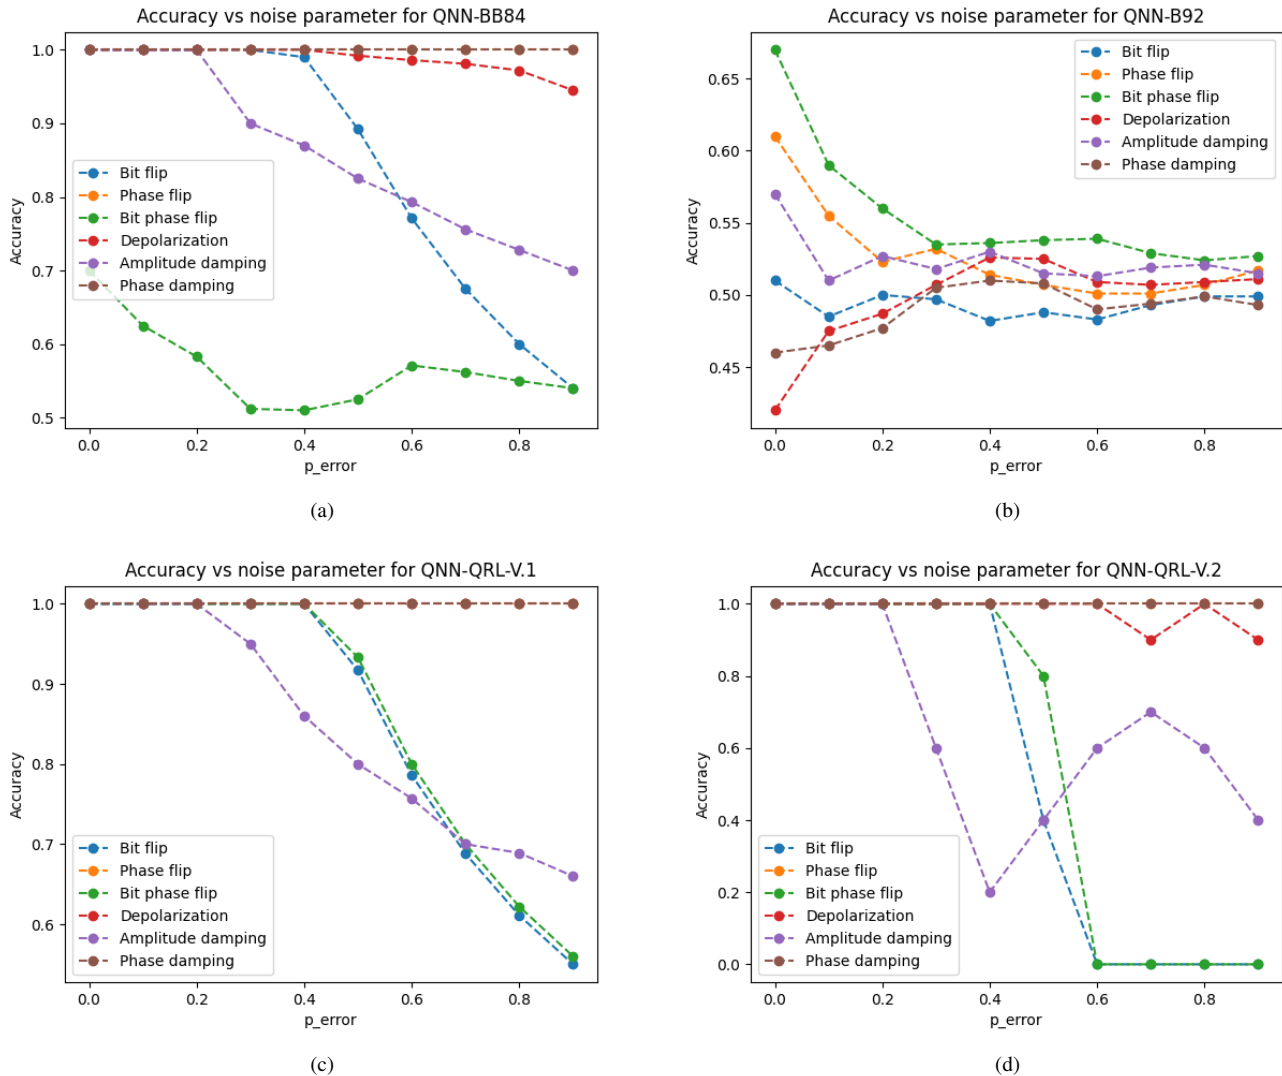 Accuracy vs noise parameter for QNN-BB84
1.0
0.9
0.8
0.7
0.6
0.5
Accuracy
Bit flip
Phase flip
Bit phase flip
Depolarization
Amplitude damping
Phase damping
0.0 0.2 0.4 0.6 0.8
p_error
(a)
Accuracy vs noise parameter for QNN-B92
0.65
0.60
0.55
0.50
0.45
Accuracy
Bit flip
Phase flip
Bit phase flip
Depolarization
Amplitude damping
Phase damping
0.0 0.2 0.4 0.6 0.8
p_error
(b)
Accuracy vs noise parameter for QNN-QRL-V.1
1.0
0.9
0.8
0.7
0.6
Accuracy
Bit flip
Phase flip
Bit phase flip
Depolarization
Amplitude damping
Phase damping
0.0 0.2 0.4 0.6 0.8
p_error
(c)
Accuracy vs noise parameter for QNN-QRL-V.2
1.0
0.8
0.6
0.4
0.2
0.0
Accuracy
Bit flip
Phase flip
Bit phase flip
Depolarization
Amplitude damping
Phase damping
0.0 0.2 0.4 0.6 0.8
p_error
(d)